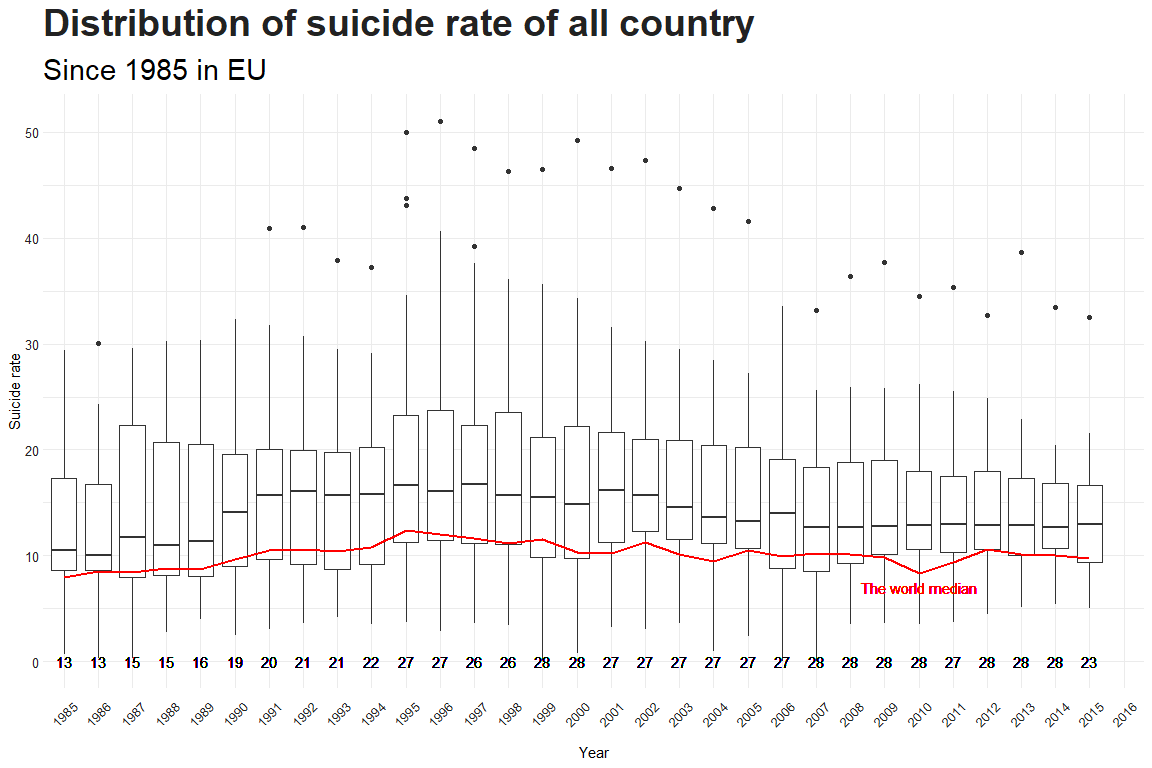 Distribution of suicide rate of all country
Since 1985 in EU
50
40
30
20
10
0
Suicide rate
The world median
13 13 15 15 16 19 20 21 21 22 27 27 26 26 28 28 27 27 27 27 27 27 28 28 28 28 27 28 28 28 23
1985 1986 1987 1988 1989 1990 1991 1992 1993 1994 1995 1996 1997 1998 1999 2000 2001 2002 2003 2004 2005 2006 2007 2008 2009 2010 2011 2012 2013 2014 2015 2016
Year